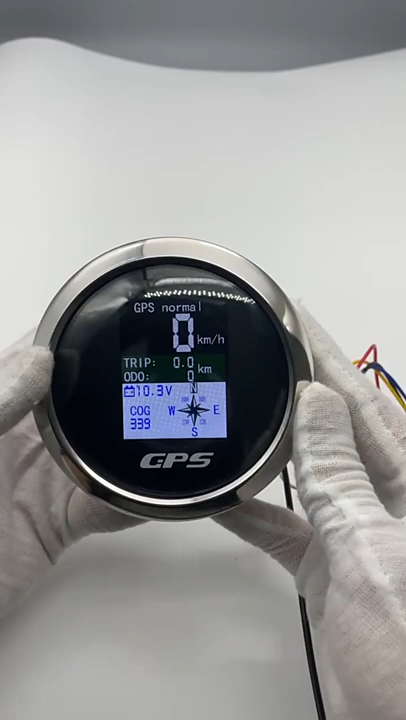 GPS normal
0 km/h
TRIP: 0.0
ODO: 0 km
10.3V
N
COG
W E
339
S
GPS